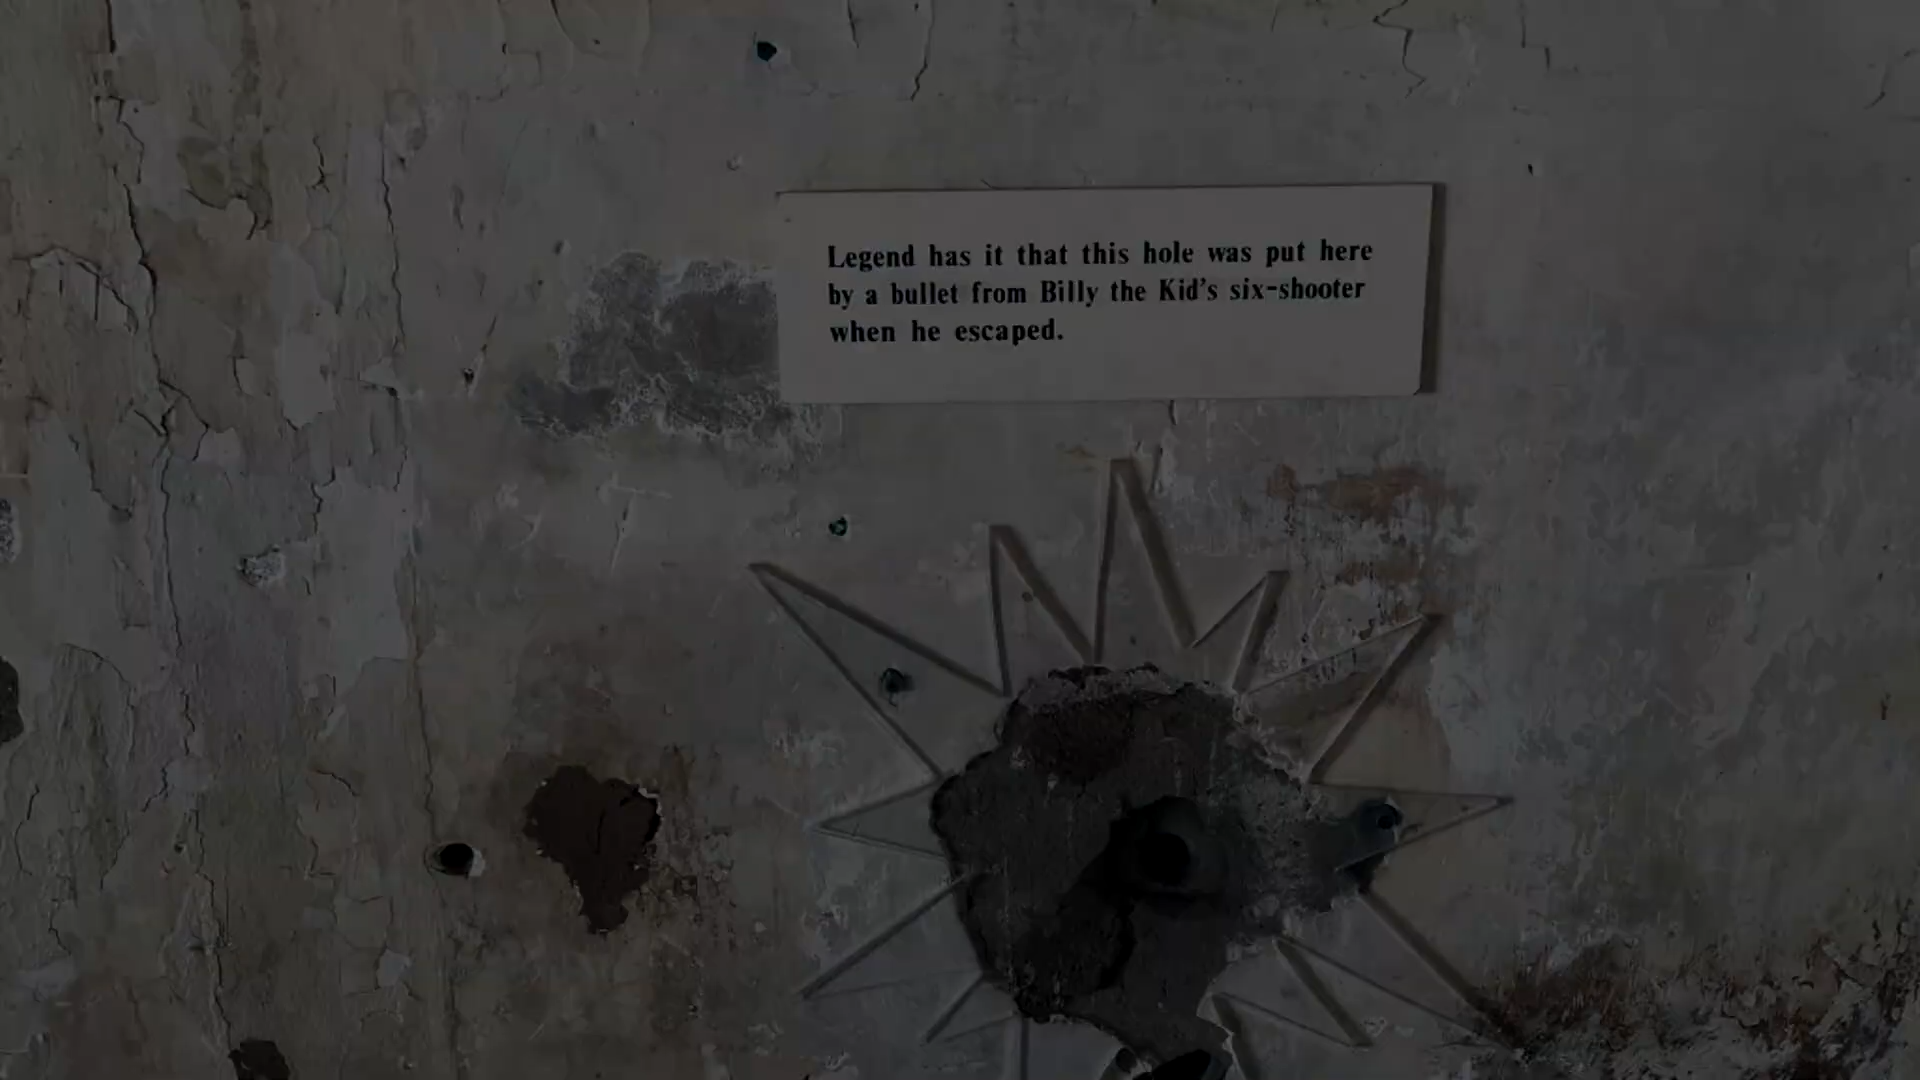 Legend has it that this hole was put here
by a bullet from Billy the Kid's six-shooter
when he escaped.